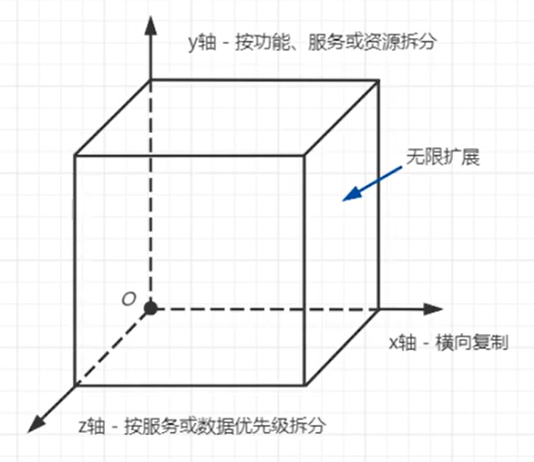 y轴 - 按功能、服务或资源拆分
无限扩展
O
x轴 - 横向复制
z轴 - 按服务或数据优先级拆分